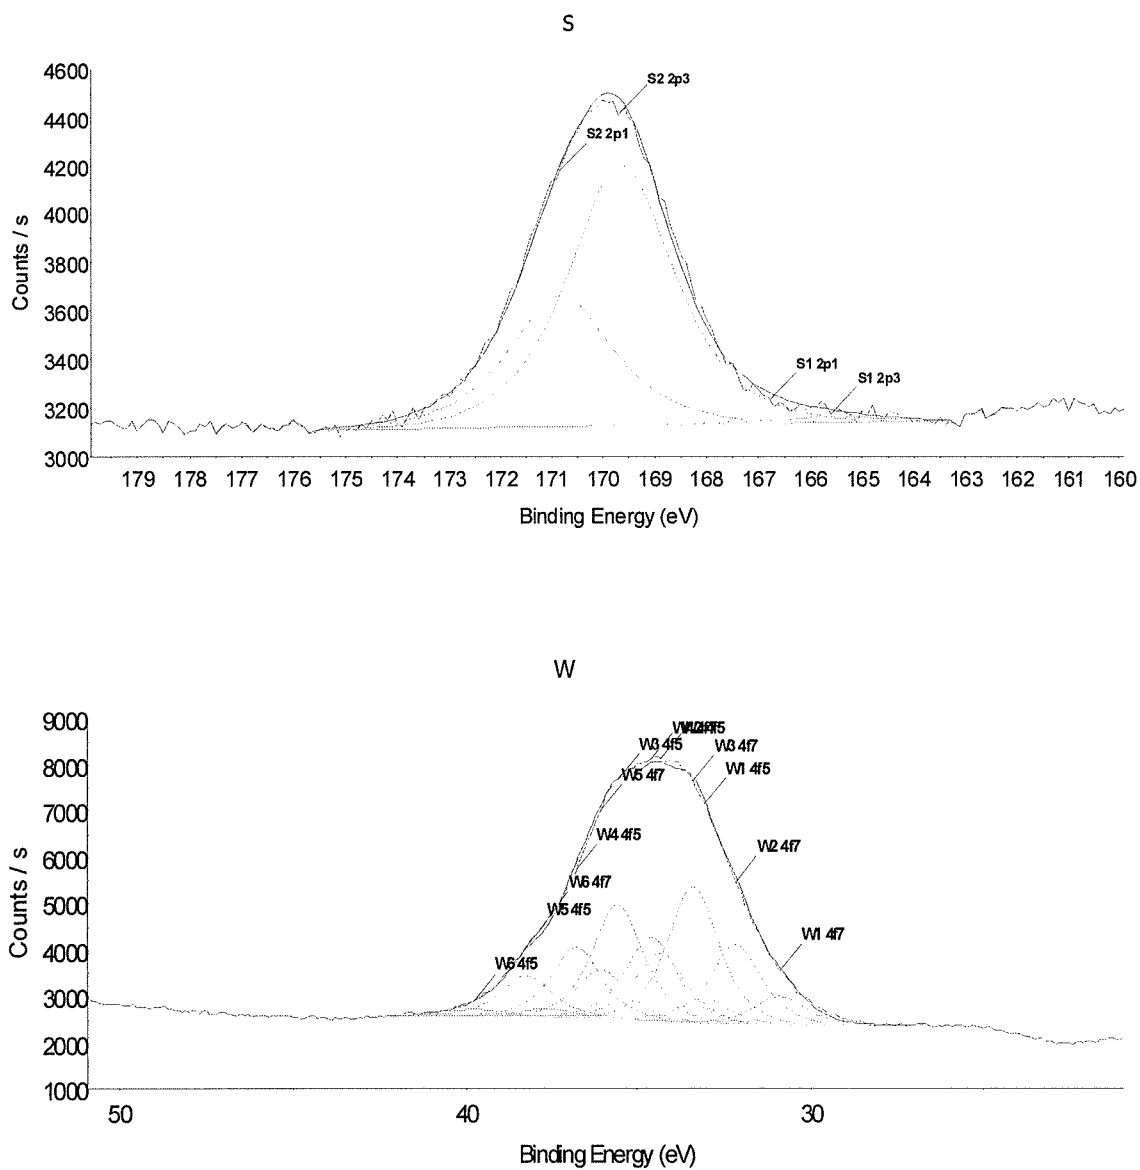 S
4600
S2 2p3
4400
S2 2p1
4200
4000
3800
3600
3400
S1 2p1
S1 2p3
3200
3000
Counts / s
179 178 177 176 175 174 173 172 171 170 169 168 167 166 165 164 163 162 161 160
Binding Energy (eV)
W
9000
W3 4f5
W3 4f7
8000
W5 4f7
W1 4f5
7000
W4 4f5
W2 4f7
6000
W6 4f7
5000
W5 4f5
W1 4f7
4000
W6 4f5
3000
2000
1000
Counts / s
50 40 30
Binding Energy (eV)